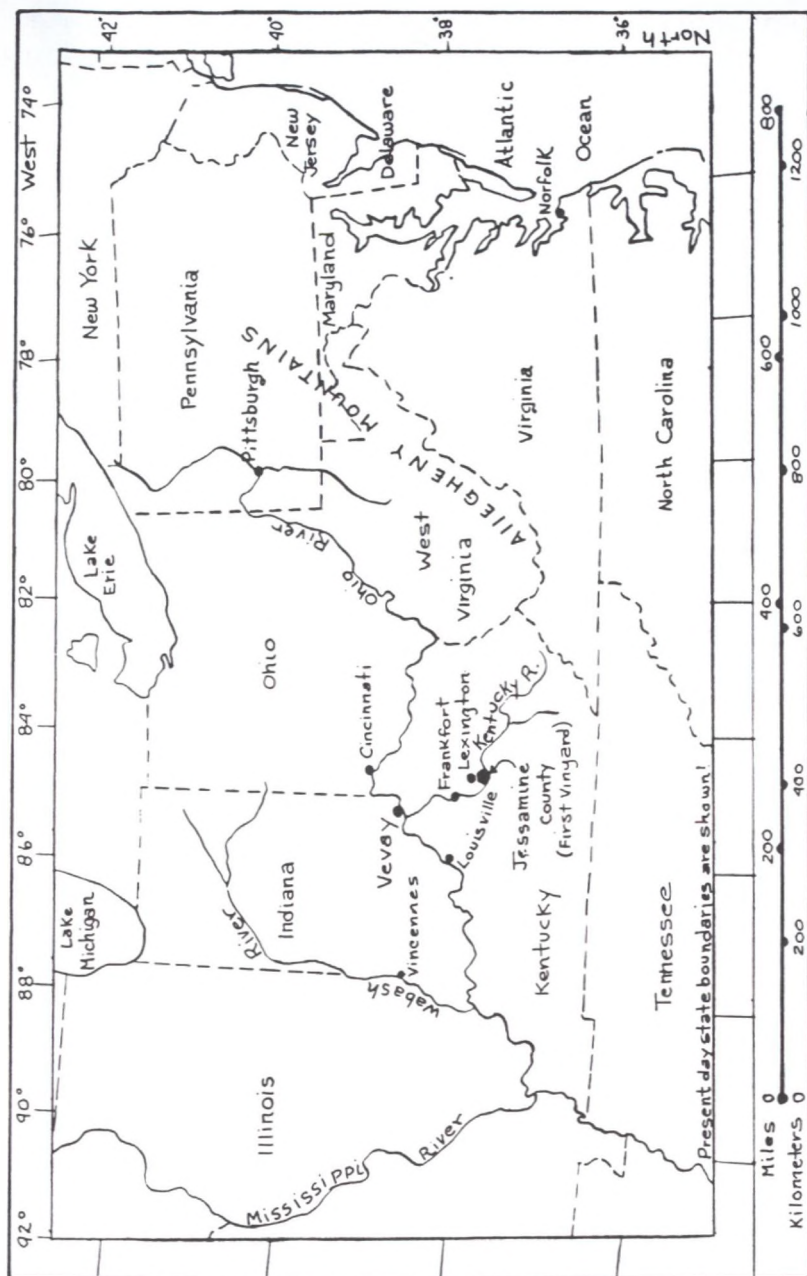 West
92°
90°
88°
86°
84°
82°
80°
78°
76°
74°
42°
40°
38°
36°
North
Lake
Michigan
Lake
Erie
New York
Illinois
Indiana
Ohio
Pennsylvania
New
Jersey
Delaware
Maryland
Atlantic
Ocean
Mississippi
River
Wabash
River
Vincennes
Vevay
Cincinnati
Ohio
River
Pittsburgh
ALLEGHENY MOUNTAINS
West
Virginia
Virginia
Norfolk
Louisville
Frankfort
Lexington
Kentucky R.
Jessamine
County
(First Vinyard)
Kentucky
Tennessee
North Carolina
Present day state boundaries are shown!
Miles 0 200 400 600 800
Kilometers 0 200 400 600 800 1000 1200